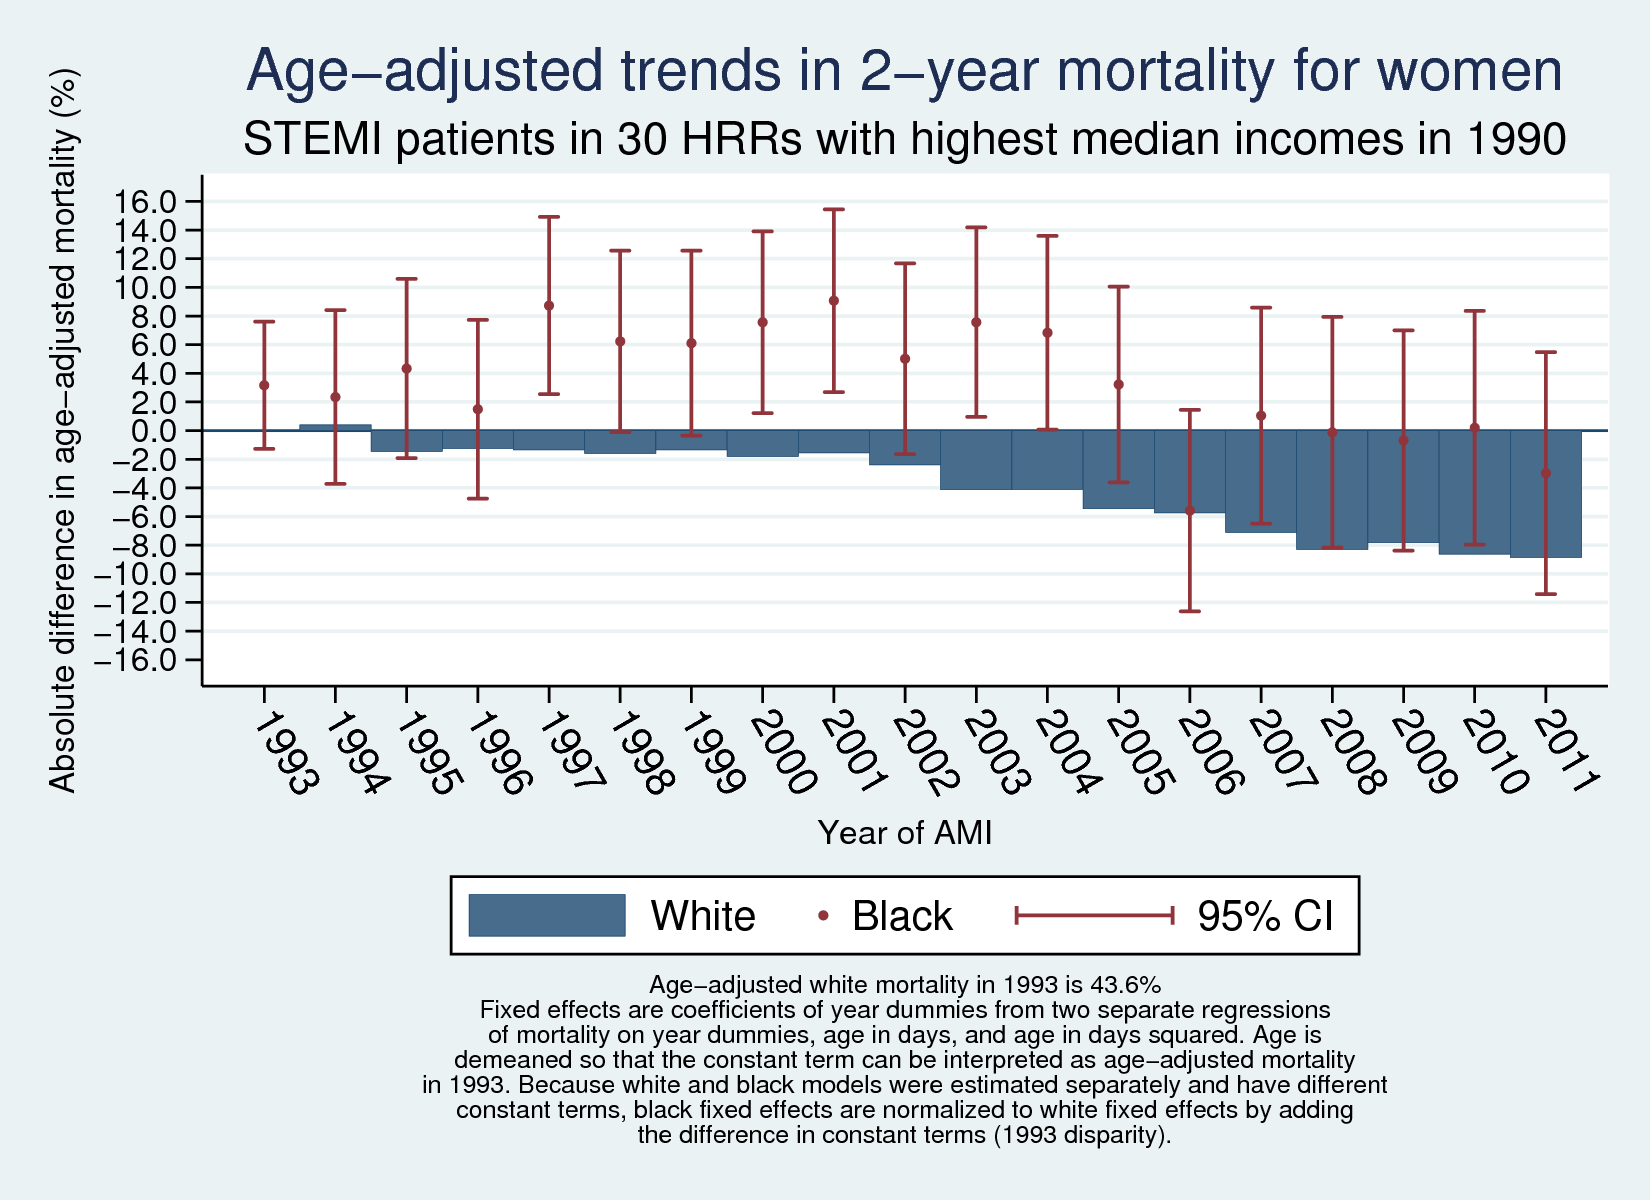 Age−adjusted trends in 2−year mortality for women
STEMI patients in 30 HRRs with highest median incomes in 1990
Absolute difference in age−adjusted mortality (%)
16.0
14.0
12.0
10.0
8.0
6.0
4.0
2.0
0.0
−2.0
−4.0
−6.0
−8.0
−10.0
−12.0
−14.0
−16.0
1993 1994 1995 1996 1997 1998 1999 2000 2001 2002 2003 2004 2005 2006 2007 2008 2009 2010 2011
Year of AMI
White Black 95% CI
Age−adjusted white mortality in 1993 is 43.6%
Fixed effects are coefficients of year dummies from two separate regressions
of mortality on year dummies, age in days, and age in days squared. Age is
demeaned so that the constant term can be interpreted as age−adjusted mortality
in 1993. Because white and black models were estimated separately and have different
constant terms, black fixed effects are normalized to white fixed effects by adding
the difference in constant terms (1993 disparity).